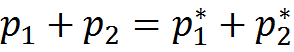 p₁ + p₂ = p₁* + p₂*